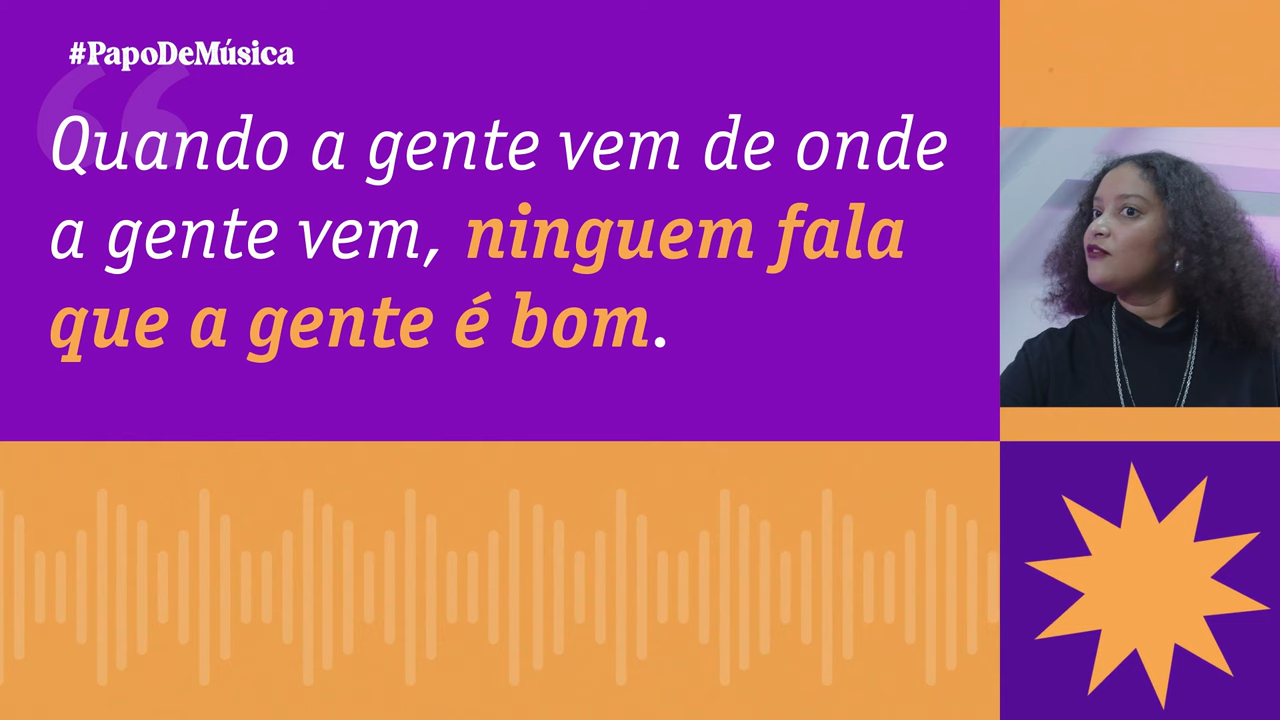 #PapoDeMúsica
Quando a gente vem de onde
a gente vem, ninguem fala
que a gente é bom.